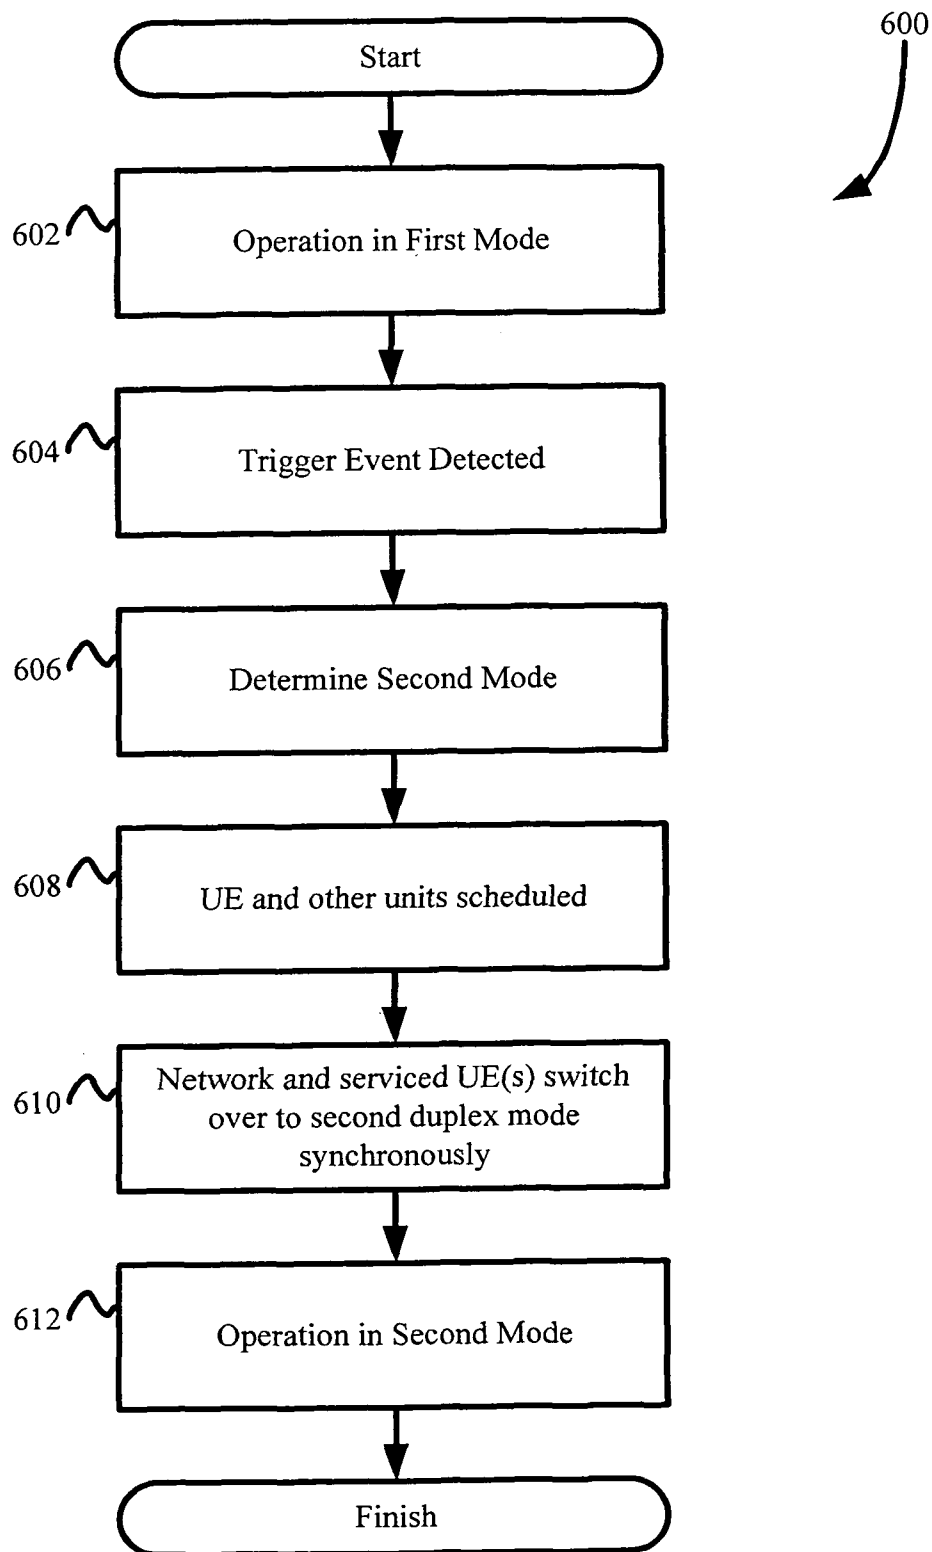 600
Start
602
Operation in First Mode
604
Trigger Event Detected
606
Determine Second Mode
608
UE and other units scheduled
610
Network and serviced UE(s) switch
over to second duplex mode
synchronously
612
Operation in Second Mode
Finish